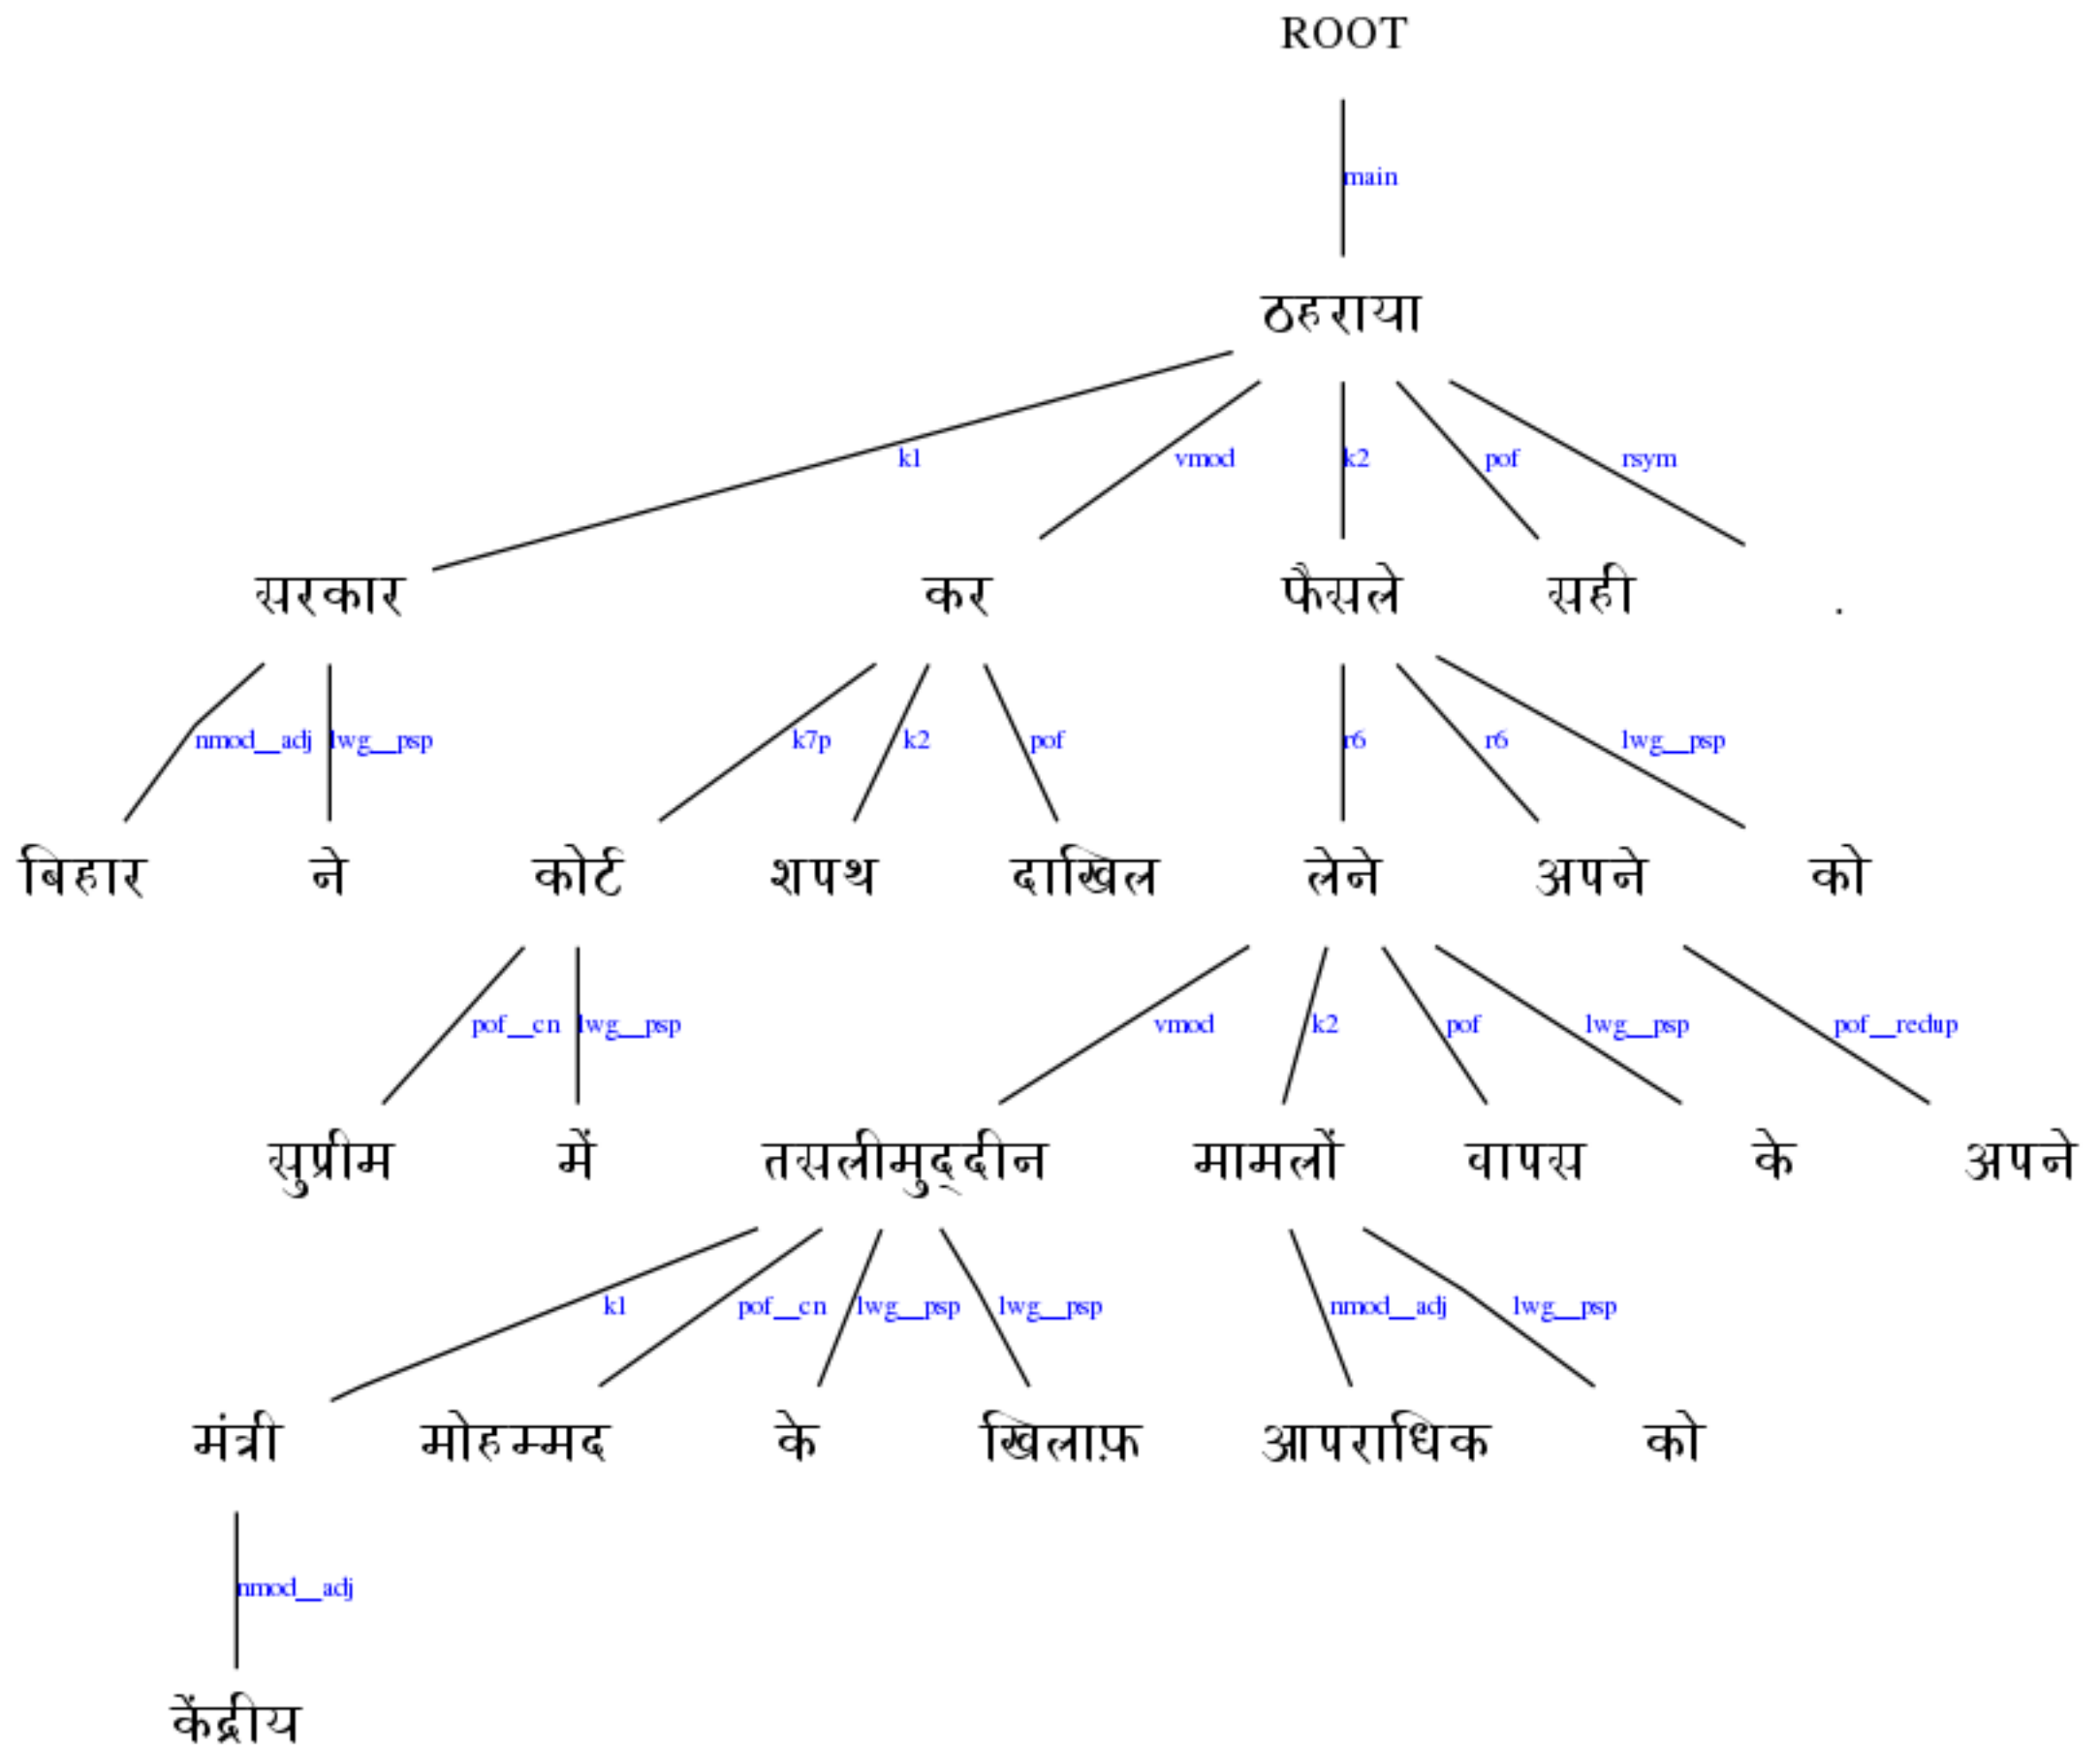 ROOT
main
ठहराया
k1 vmod k2 pof rsym
सरकार कर फैसले सही .
nmod__adj lwg__psp k7p k2 pof r6 r6 lwg__psp
बिहार ने कोर्ट शपथ दाखिल लेने अपने को
pof__cn lwg__psp vmod k2 pof lwg__psp pof__redup
सुप्रीम में तसलीमुद्‌दीन मामलों वापस के अपने
k1 pof__cn lwg__psp lwg__psp nmod__adj lwg__psp
मंत्री मोहम्मद के खिलाफ़ आपराधिक को
nmod__adj
केंद्रीय